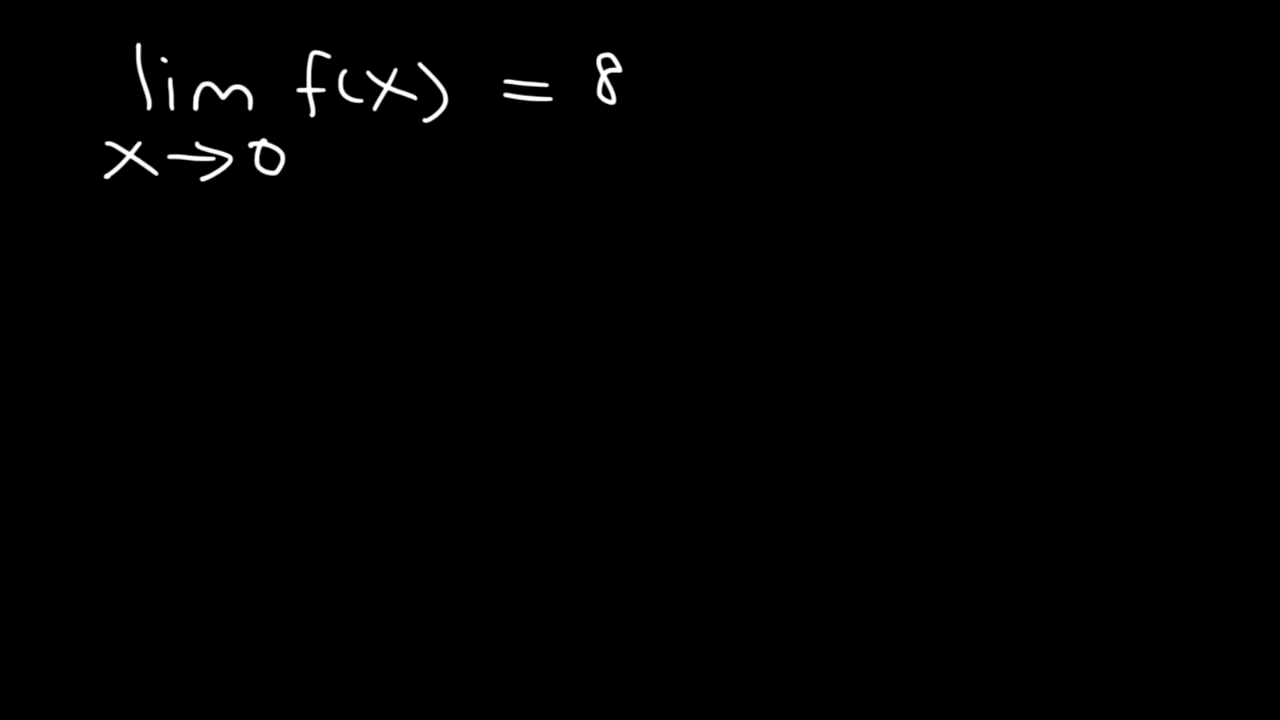 lim f(x) = 8
x→0